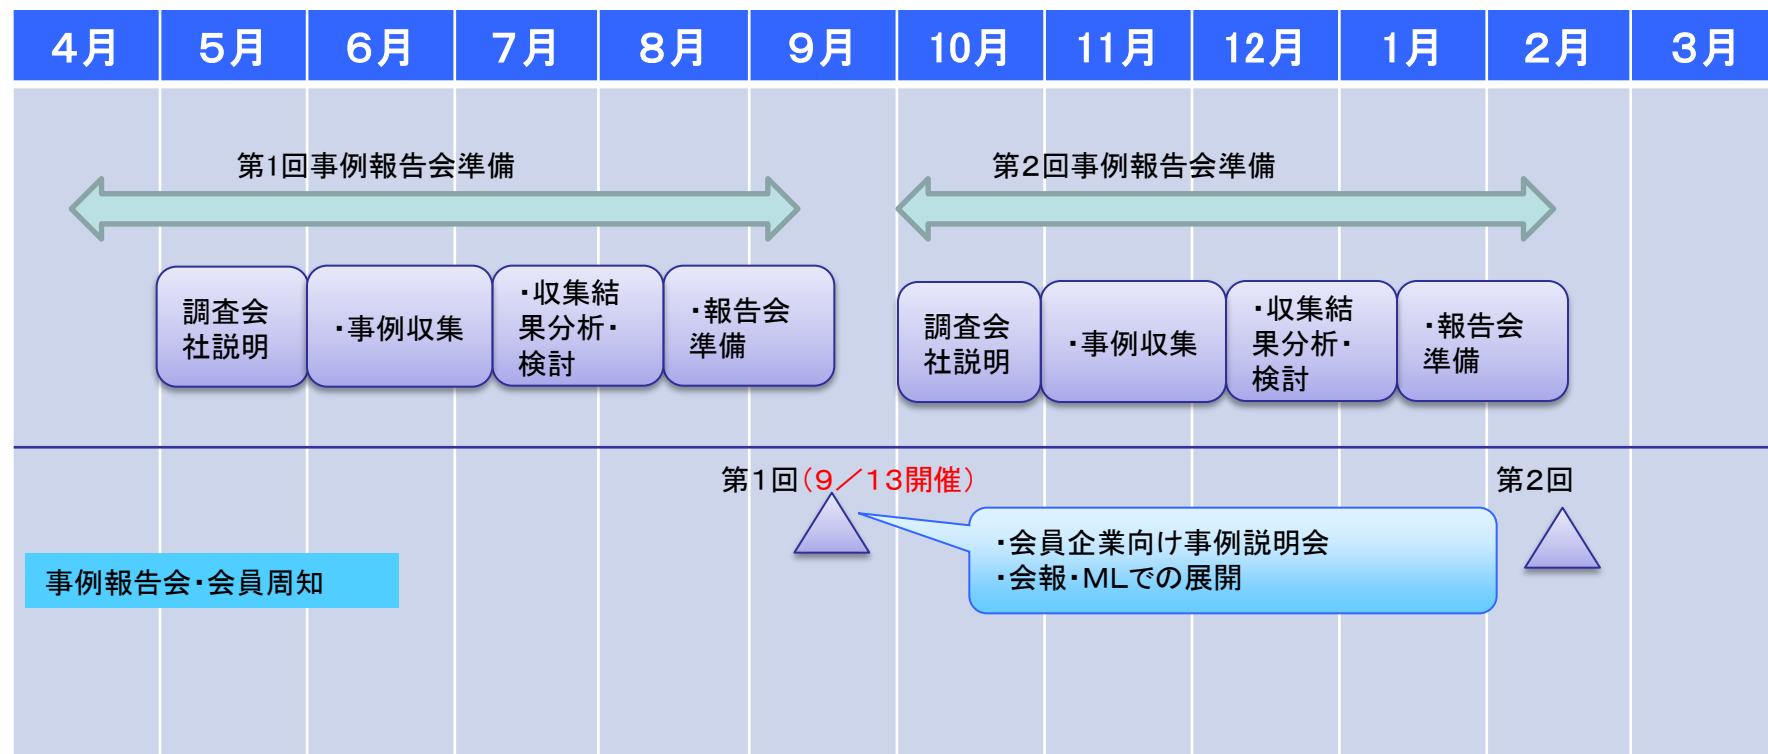 4月 5月 6月 7月 8月 9月 10月 11月 12月 1月 2月 3月
第1回事例報告会準備
第2回事例報告会準備
調査会
社説明
・事例収集
・収集結
果分析・
検討
・報告会
準備
調査会
社説明
・事例収集
・収集結
果分析・
検討
・報告会
準備
第1回(9/13開催)
第2回
・会員企業向け事例説明会
・会報・MLでの展開
事例報告会・会員周知